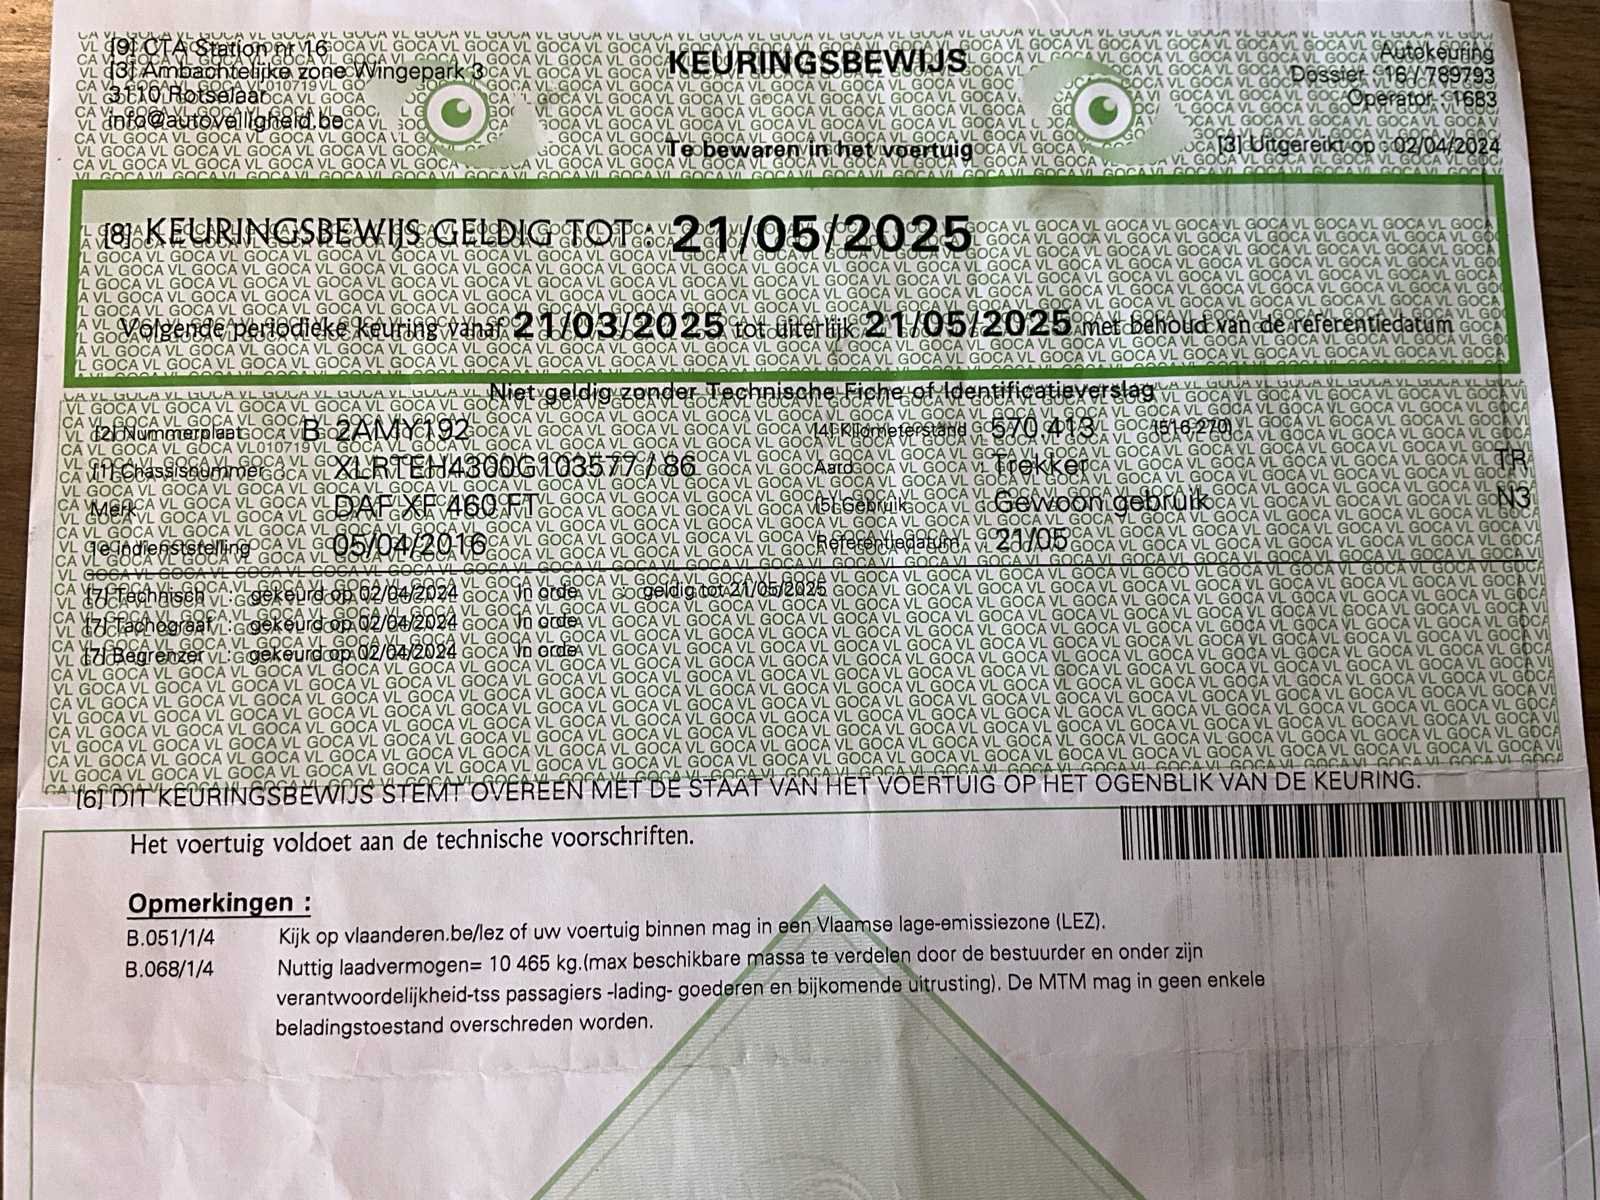 [9] CTA Station nr 16
[3] Ambachtelijke zone Wingepark 3
3110 Rotselaar
info@autoveiligheid.be
KEURINGSBEWIJS
Te bewaren in het voertuig
Autokeuring
Dossier : 16 / 789793
Operator : 1683
[3] Uitgereikt op : 02/04/2024
[8] KEURINGSBEWIJS GELDIG TOT : 21/05/2025
Volgende periodieke keuring vanaf 21/03/2025 tot uiterlijk 21/05/2025 met behoud van de referentiedatum
Niet geldig zonder Technische Fiche of Identificatieverslag
[2] Nummerplaat : B 2AMY192 [4] Kilometerstand : 570.413 (516.270)
[1] Chassisnummer : XLRTEH4300G103577 / 86 Aard : Trekker TR
Merk DAF XF 460 FT [5] Gebruik : Gewoon gebruik N3
1e indienststelling 05/04/2016 Referentiedatum : 21/05
[7] Technisch : gekeurd op 02/04/2024 In orde geldig tot 21/05/2025
[7] Tachograaf : gekeurd op 02/04/2024 In orde
[7] Begrenzer : gekeurd op 02/04/2024 In orde
[6] DIT KEURINGSBEWIJS STEMT OVEREEN MET DE STAAT VAN HET VOERTUIG OP HET OGENBLIK VAN DE KEURING.
Het voertuig voldoet aan de technische voorschriften.
Opmerkingen :
B.051/1/4 Kijk op vlaanderen.be/lez of uw voertuig binnen mag in een Vlaamse lage-emissiezone (LEZ).
B.068/1/4 Nuttig laadvermogen= 10 465 kg.(max beschikbare massa te verdelen door de bestuurder en onder zijn
verantwoordelijkheid-tss passagiers -lading- goederen en bijkomende uitrusting). De MTM mag in geen enkele
beladingstoestand overschreden worden.